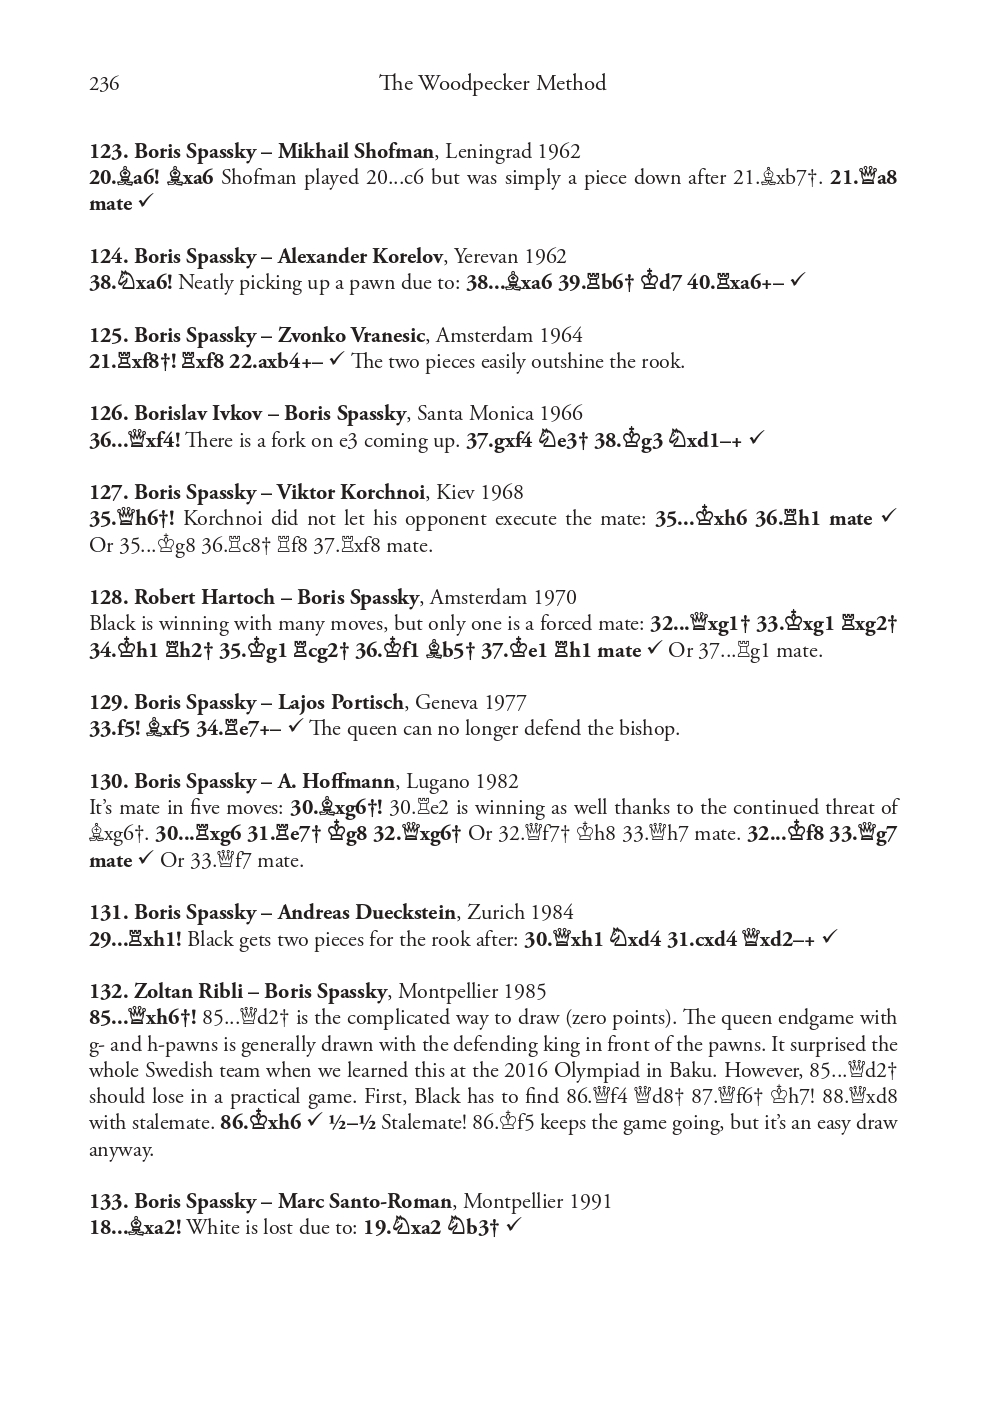 236 The Woodpecker Method
123. Boris Spassky – Mikhail Shofman, Leningrad 1962
20.♗a6! ♗xa6 Shofman played 20...c6 but was simply a piece down after 21.♗xb7†. 21.♕a8
mate ✓
124. Boris Spassky – Alexander Korelov, Yerevan 1962
38.♘xa6! Neatly picking up a pawn due to: 38...♗xa6 39.♖b6† ♔d7 40.♖xa6+– ✓
125. Boris Spassky – Zvonko Vranesic, Amsterdam 1964
21.♖xf8†! ♖xf8 22.axb4+– ✓ The two pieces easily outshine the rook.
126. Borislav Ivkov – Boris Spassky, Santa Monica 1966
36...♕xf4! There is a fork on e3 coming up. 37.gxf4 ♘e3† 38.♔g3 ♘xd1–+ ✓
127. Boris Spassky – Viktor Korchnoi, Kiev 1968
35.♕h6†! Korchnoi did not let his opponent execute the mate: 35...♔xh6 36.♖h1 mate ✓
Or 35...♔g8 36.♖c8† ♖f8 37.♖xf8 mate.
128. Robert Hartoch – Boris Spassky, Amsterdam 1970
Black is winning with many moves, but only one is a forced mate: 32...♕xg1† 33.♔xg1 ♖xg2†
34.♔h1 ♖h2† 35.♔g1 ♖cg2† 36.♔f1 ♗b5† 37.♔e1 ♖h1 mate ✓ Or 37...♖g1 mate.
129. Boris Spassky – Lajos Portisch, Geneva 1977
33.f5! ♗xf5 34.♖e7+– ✓ The queen can no longer defend the bishop.
130. Boris Spassky – A. Hoffmann, Lugano 1982
It’s mate in five moves: 30.♗xg6†! 30.♖e2 is winning as well thanks to the continued threat of
♗xg6†. 30...♖xg6 31.♖e7† ♔g8 32.♕xg6† Or 32.♕f7† ♔h8 33.♕h7 mate. 32...♔f8 33.♕g7
mate ✓ Or 33.♕f7 mate.
131. Boris Spassky – Andreas Dueckstein, Zurich 1984
29...♖xh1! Black gets two pieces for the rook after: 30.♕xh1 ♘xd4 31.cxd4 ♕xd2–+ ✓
132. Zoltan Ribli – Boris Spassky, Montpellier 1985
85...♕xh6†! 85...♕d2† is the complicated way to draw (zero points). The queen endgame with
g- and h-pawns is generally drawn with the defending king in front of the pawns. It surprised the
whole Swedish team when we learned this at the 2016 Olympiad in Baku. However, 85...♕d2†
should lose in a practical game. First, Black has to find 86.♕f4 ♕d8† 87.♕f6† ♔h7! 88.♕xd8
with stalemate. 86.♔xh6 ✓ ½–½ Stalemate! 86.♔f5 keeps the game going, but it’s an easy draw
anyway.
133. Boris Spassky – Marc Santo-Roman, Montpellier 1991
18...♗xa2! White is lost due to: 19.♘xa2 ♘b3† ✓